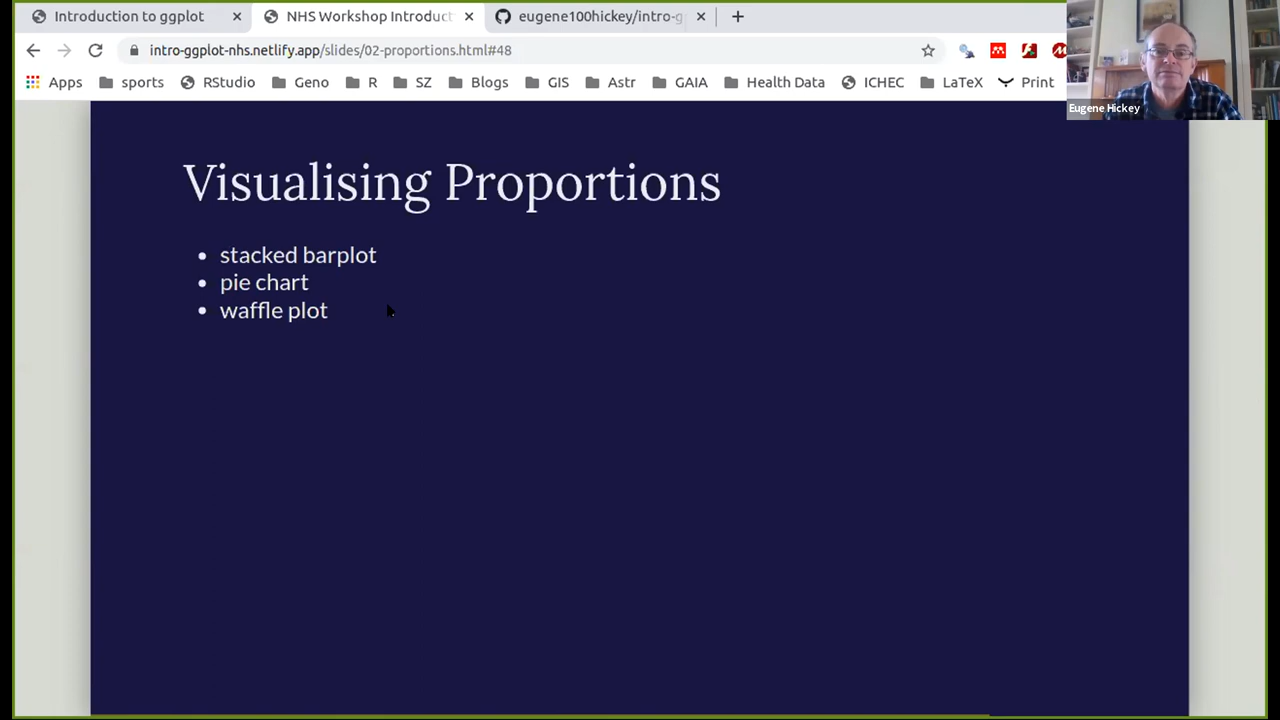 Introduction to ggplot
NHS Workshop Introduct
eugene100hickey/intro-g
intro-ggplot-nhs.netlify.app/slides/02-proportions.html#48
Apps sports RStudio Geno R SZ Blogs GIS Astr GAIA Health Data ICHEC LaTeX Print
Eugene Hickey
Visualising Proportions
• stacked barplot
• pie chart
• waffle plot